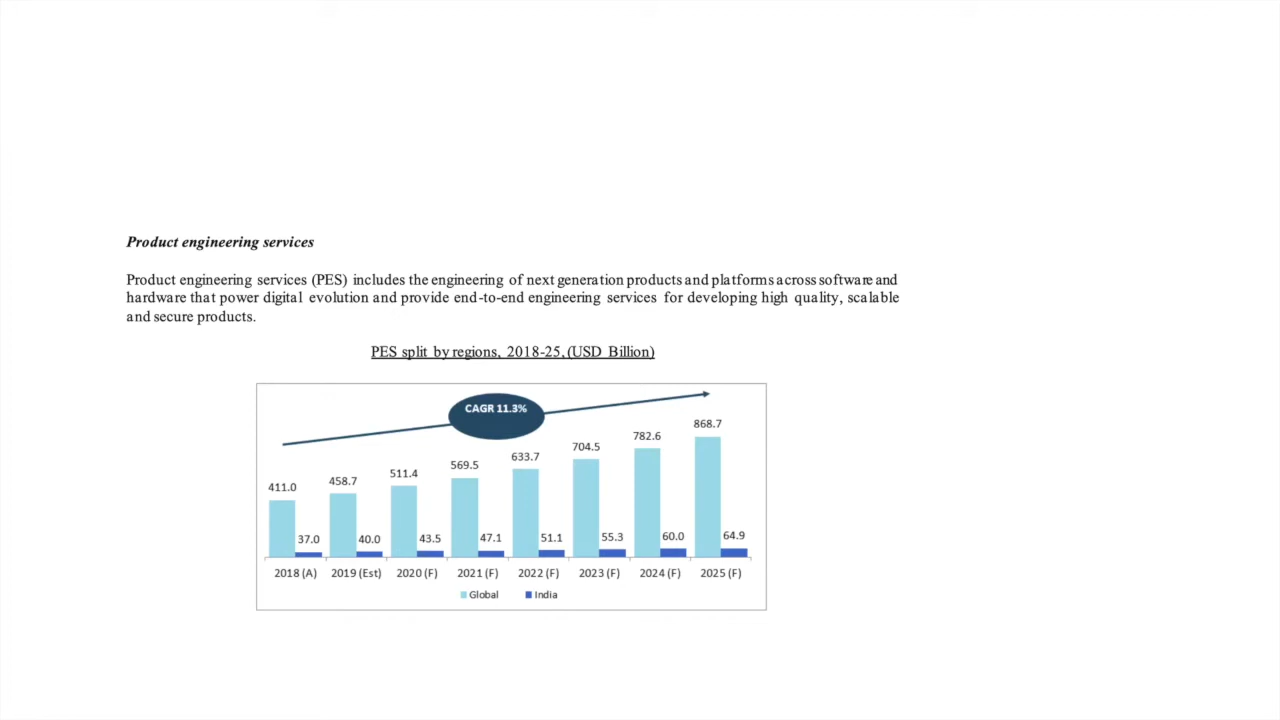 Product engineering services
Product engineering services (PES) includes the engineering of next generation products and platforms across software and
hardware that power digital evolution and provide end-to-end engineering services for developing high quality, scalable
and secure products.
PES split by regions, 2018-25, (USD Billion)
CAGR 11.3%
411.0 458.7 511.4 569.5 633.7 704.5 782.6 868.7
37.0 40.0 43.5 47.1 51.1 55.3 60.0 64.9
2018 (A) 2019 (Est) 2020 (F) 2021 (F) 2022 (F) 2023 (F) 2024 (F) 2025 (F)
Global India